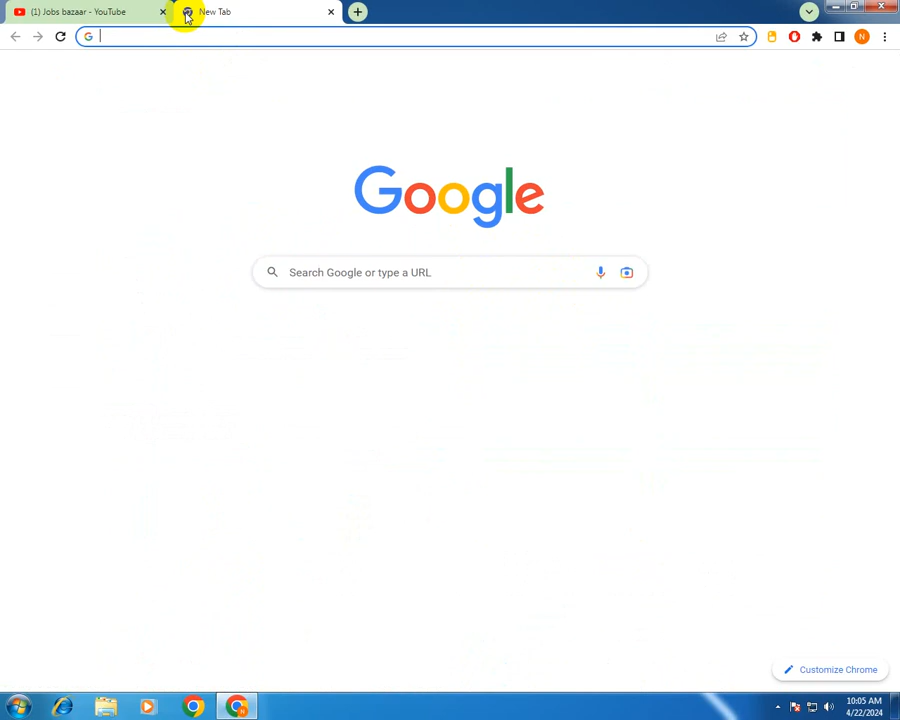 (1) Jobs bazaar - YouTube
New Tab
Google
Search Google or type a URL
Customize Chrome
10:05 AM
4/22/2024